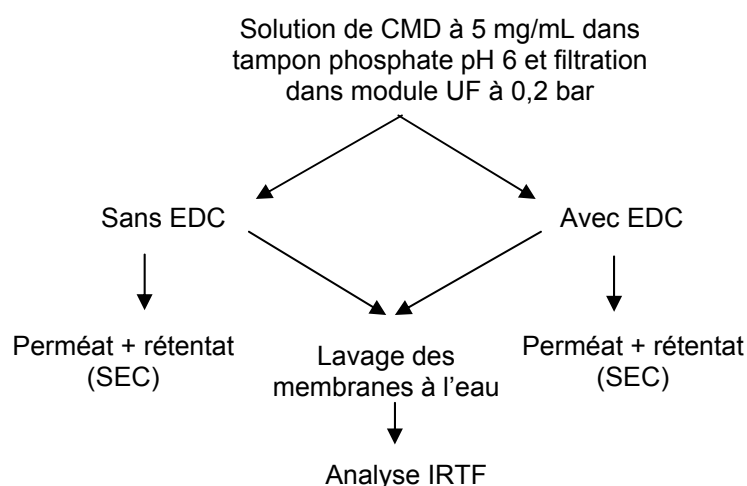 Solution de CMD à 5 mg/mL dans
tampon phosphate pH 6 et filtration
dans module UF à 0,2 bar
Sans EDC
Avec EDC
Perméat + rétentat
(SEC)
Lavage des
membranes à l’eau
Perméat + rétentat
(SEC)
Analyse IRTF